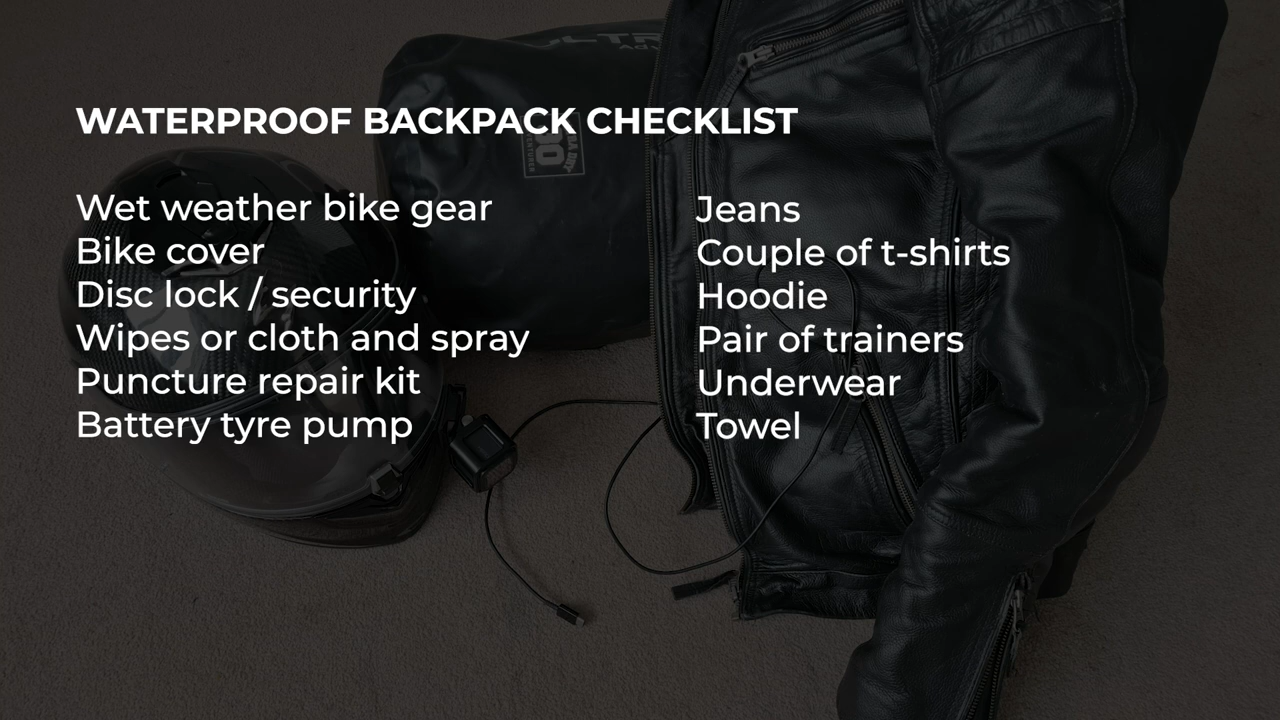 WATERPROOF BACKPACK CHECKLIST
Wet weather bike gear
Bike cover
Disc lock / security
Wipes or cloth and spray
Puncture repair kit
Battery tyre pump
Jeans
Couple of t-shirts
Hoodie
Pair of trainers
Underwear
Towel